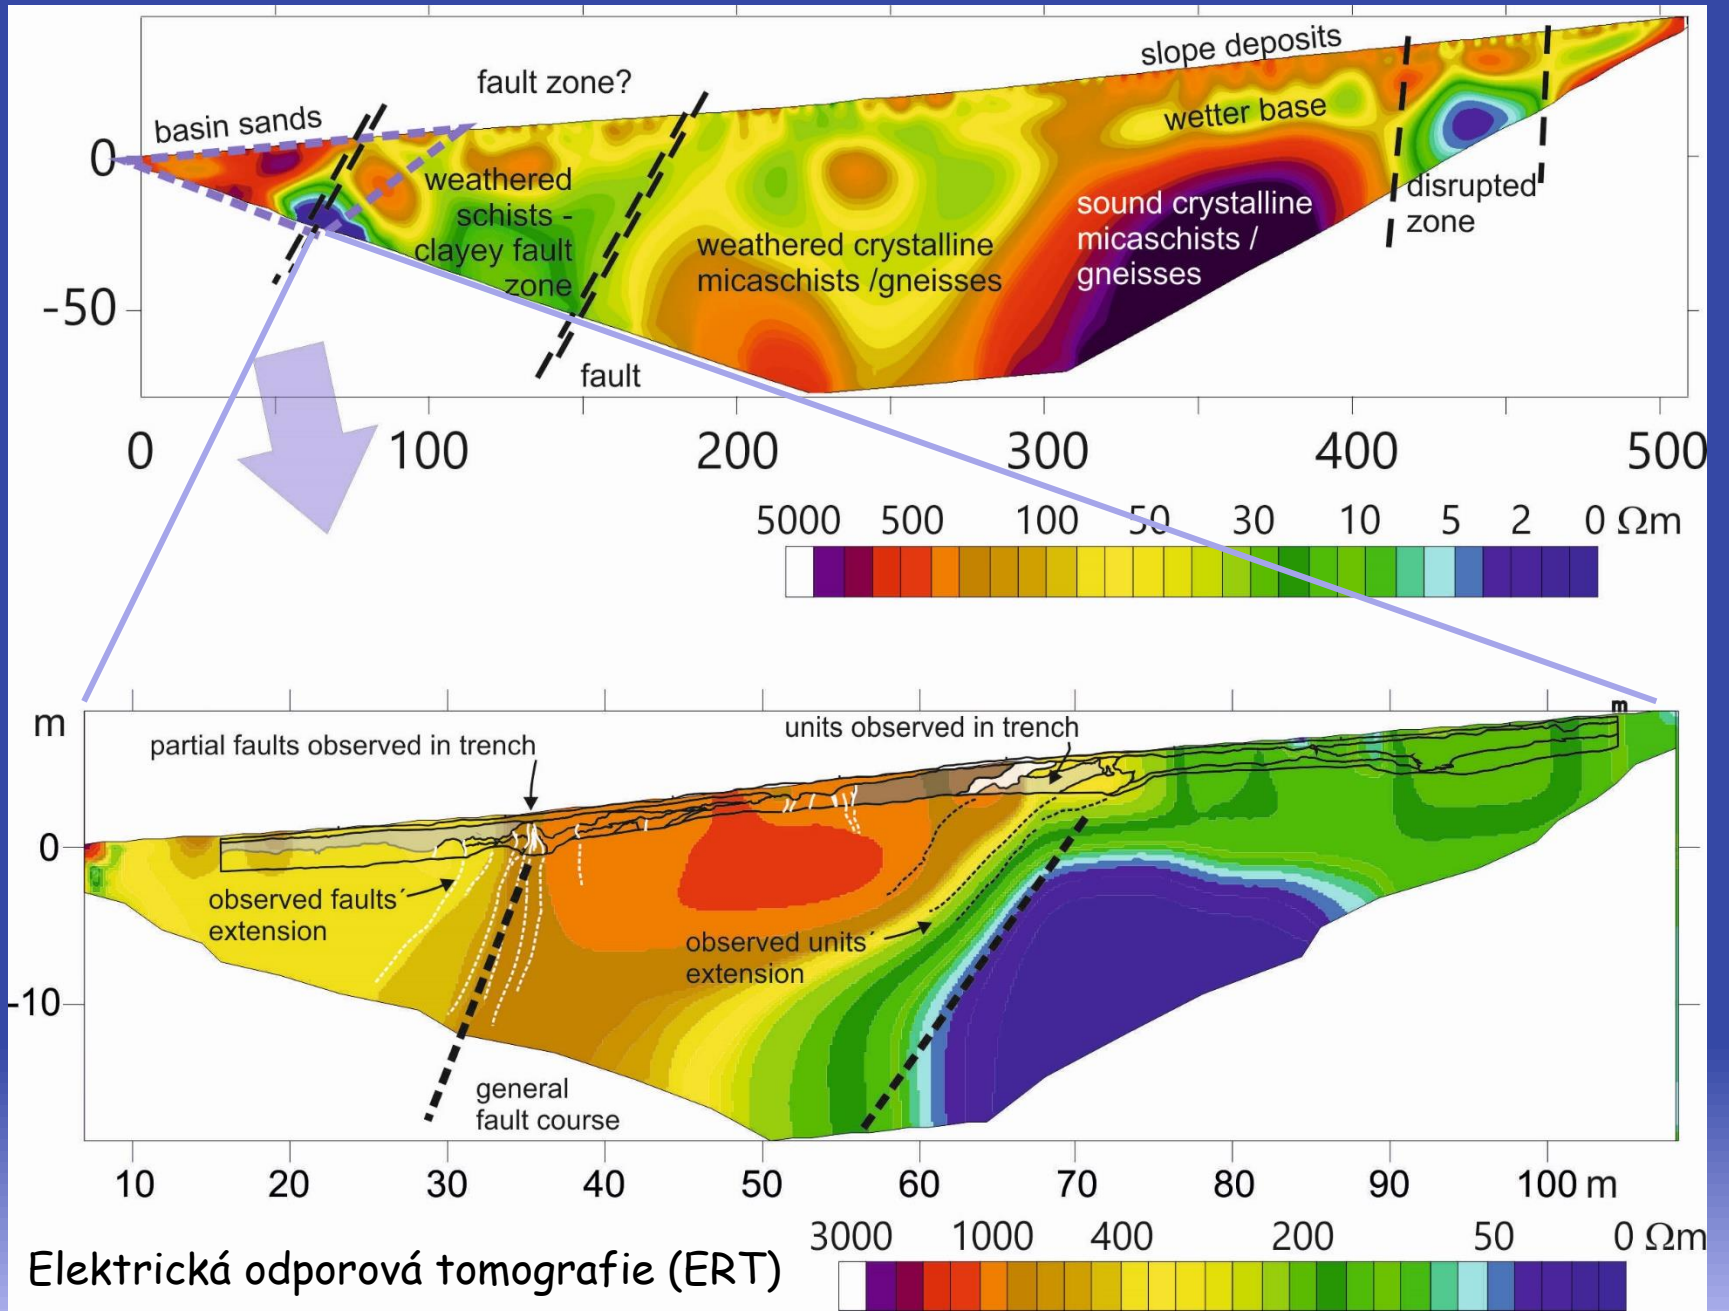 slope deposits
fault zone?
basin sands
wetter base
0
weathered
schists -
clayey fault
zone
disrupted
zone
sound crystalline
micaschists /
gneisses
weathered crystalline
micaschists /gneisses
-50
fault
0 100 200 300 400 500
5000 500 100 50 30 10 5 2 0 Ωm
m
m
units observed in trench
partial faults observed in trench
0
observed faults´
extension
observed units´
extension
-10
general
fault course
10 20 30 40 50 60 70 80 90 100 m
3000 1000 400 200 50 0 Ωm
Elektrická odporová tomografie (ERT)